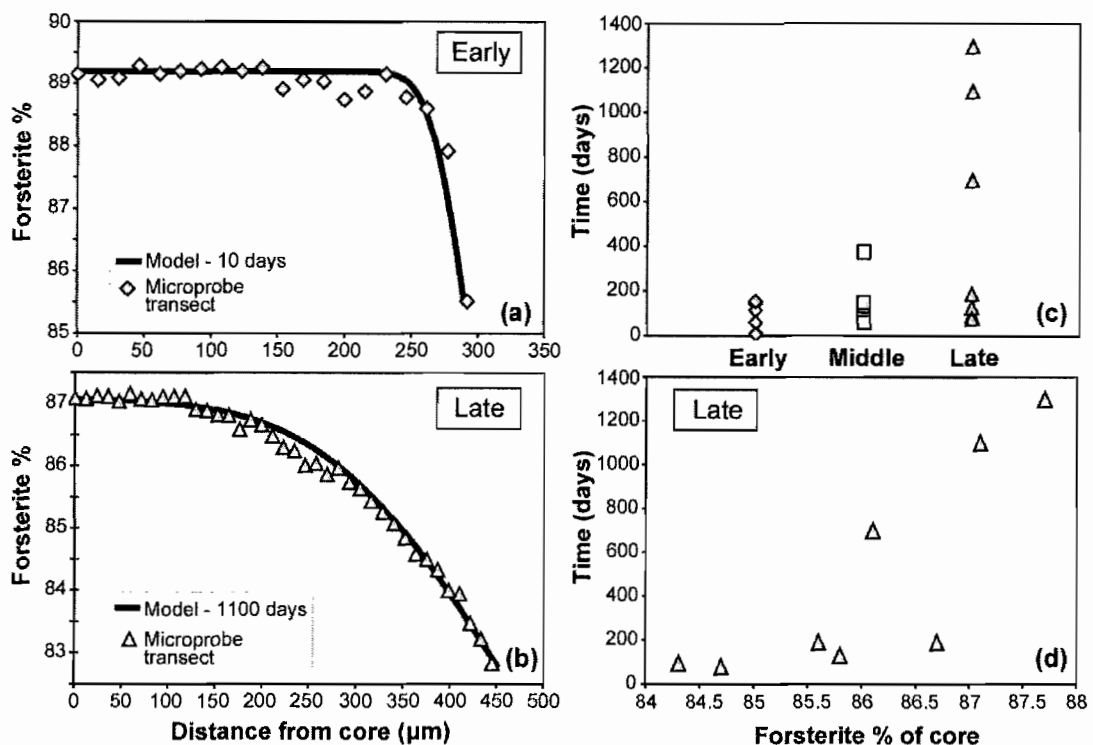 90
89
88
87
86
85
Forsterite %
Early
Model - 10 days
Microprobe
transect
(a)
0 50 100 150 200 250 300 350
87
86
85
84
83
Forsterite %
Late
Model - 1100 days
Microprobe
transect
(b)
0 50 100 150 200 250 300 350 400 450 500
Distance from core (µm)
1400
1200
1000
800
600
400
200
0
Time (days)
(c)
Early Middle Late
1400
1200
1000
800
600
400
200
0
Time (days)
Late
(d)
84 84.5 85 85.5 86 86.5 87 87.5 88
Forsterite % of core